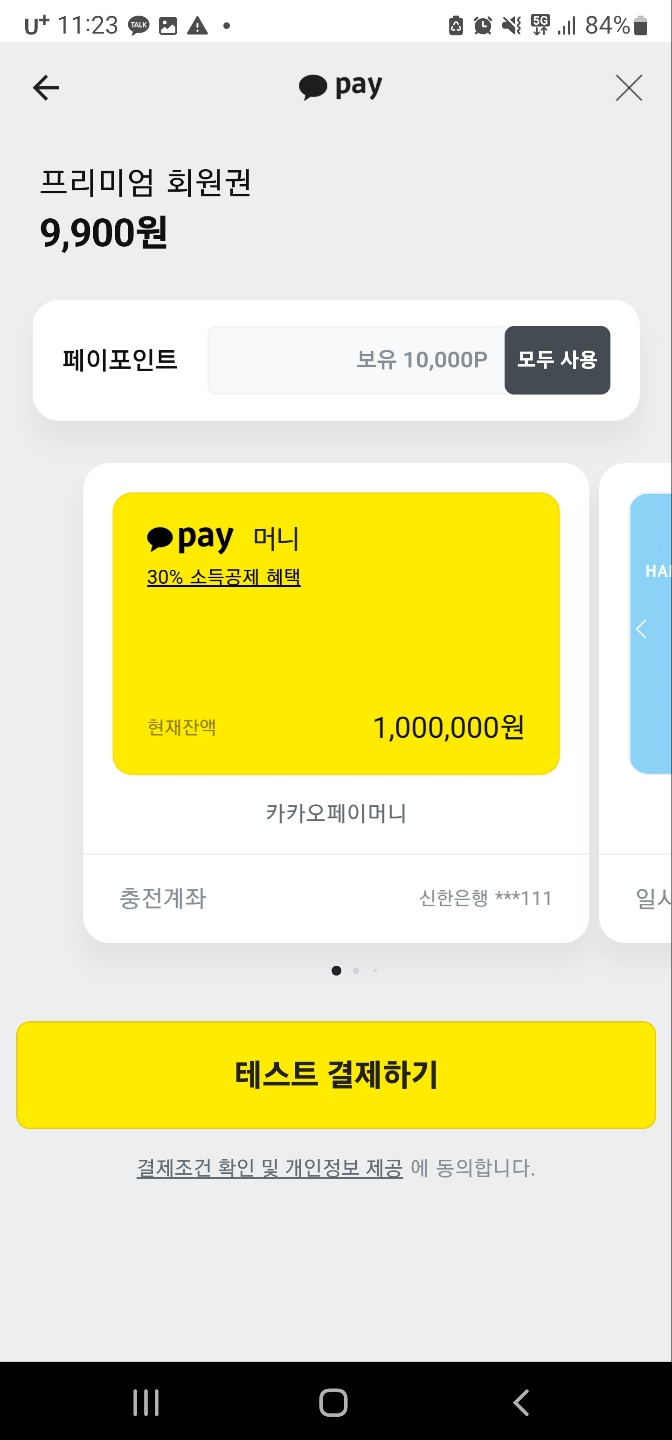 U+ 11:23 TALK 5G 84%
pay
프리미엄 회원권
9,900원
페이포인트 보유 10,000P 모두 사용
pay 머니
30% 소득공제 혜택
현재잔액 1,000,000원
카카오페이머니
충전계좌 신한은행 ***111
테스트 결제하기
결제조건 확인 및 개인정보 제공 에 동의합니다.